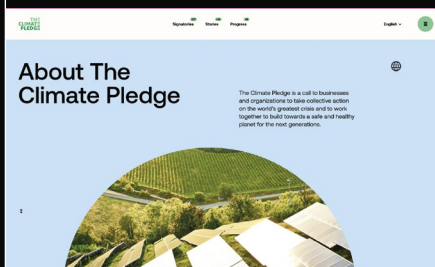 THE
CLIMATE
PLEDGE
Signatories
Stories
Progress
English
About The
Climate Pledge
The Climate Pledge is a call to businesses
and organizations to take collective action
on the world's greatest crisis and to work
together to build towards a safe and healthy
planet for the next generations.